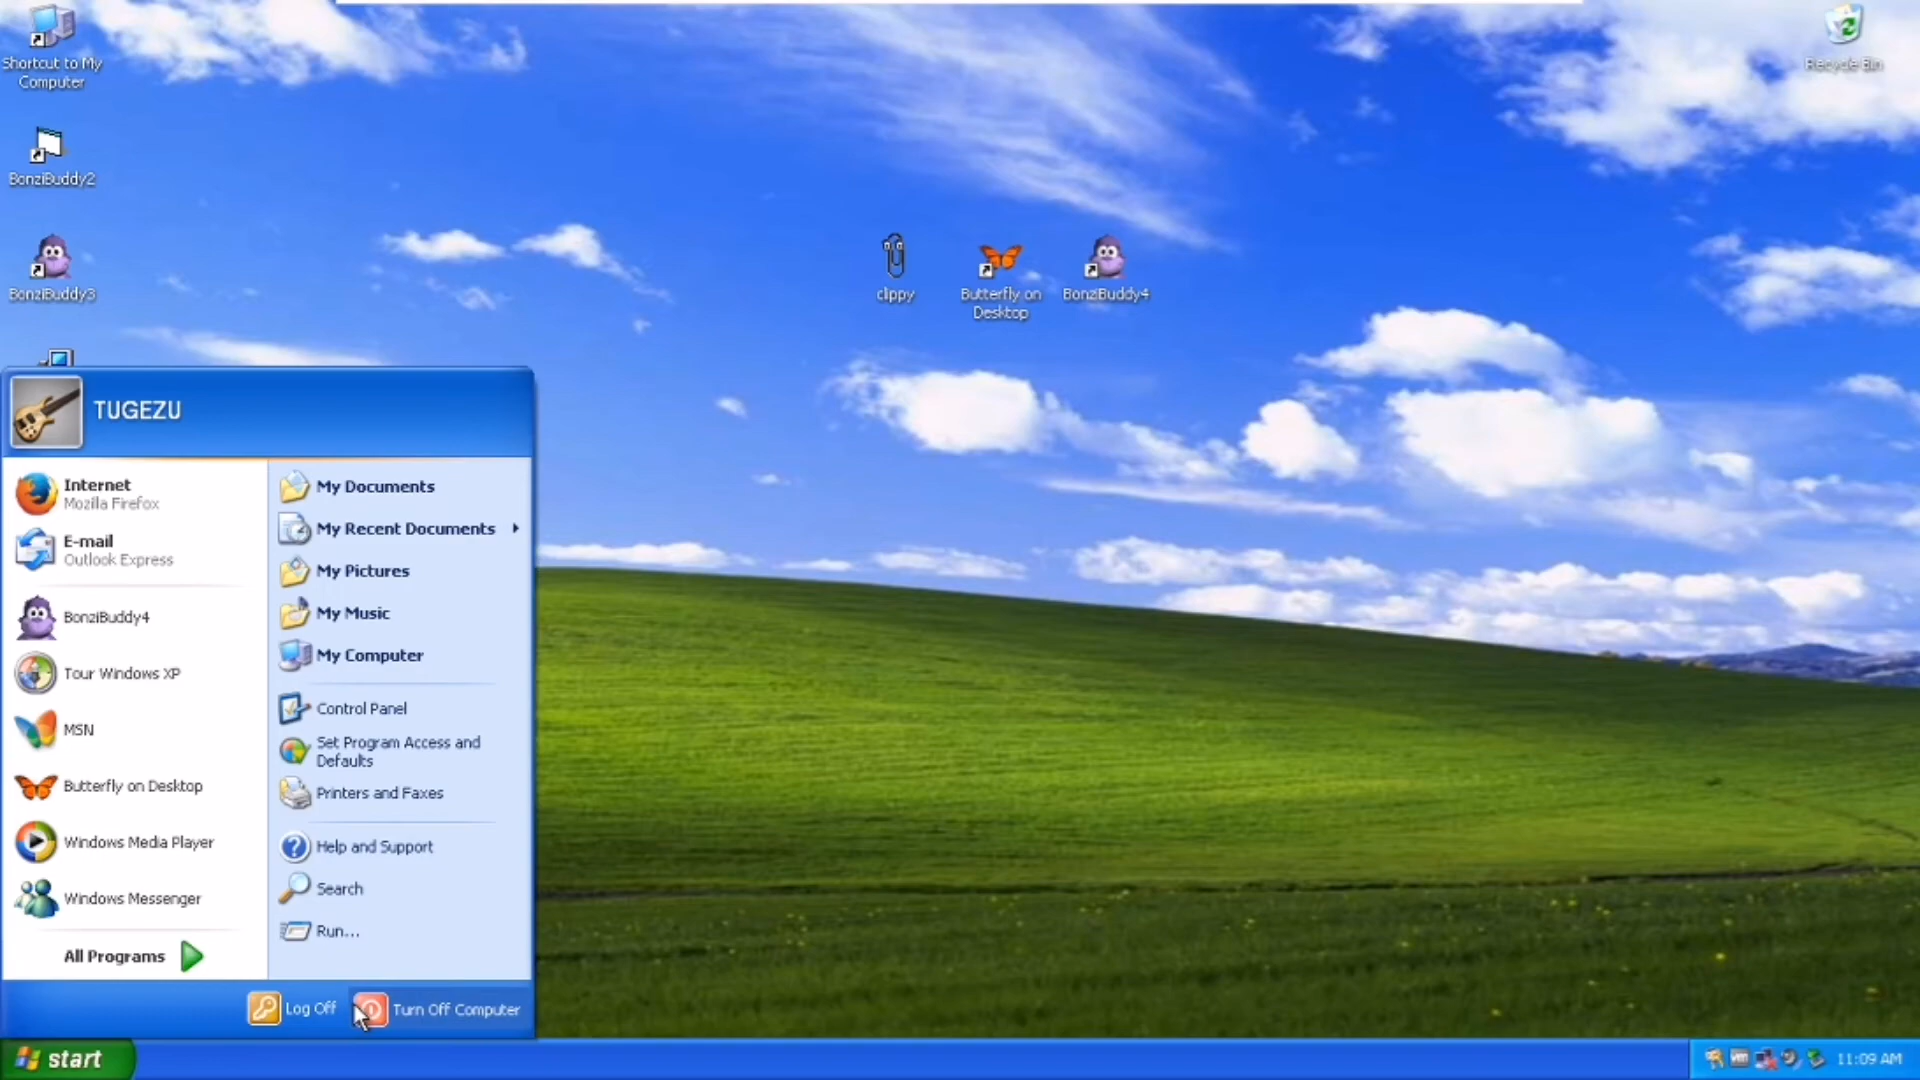 Shortcut to My
Computer
BonziBuddy2
BonziBuddy3
Recycle Bin
clippy
Butterfly on
Desktop
BonziBuddy4
TUGEZU
Internet
Mozilla Firefox
E-mail
Outlook Express
BonziBuddy4
Tour Windows XP
MSN
Butterfly on Desktop
Windows Media Player
Windows Messenger
All Programs
My Documents
My Recent Documents
My Pictures
My Music
My Computer
Control Panel
Set Program Access and
Defaults
Printers and Faxes
Help and Support
Search
Run...
Log Off
Turn Off Computer
start
11:09 AM